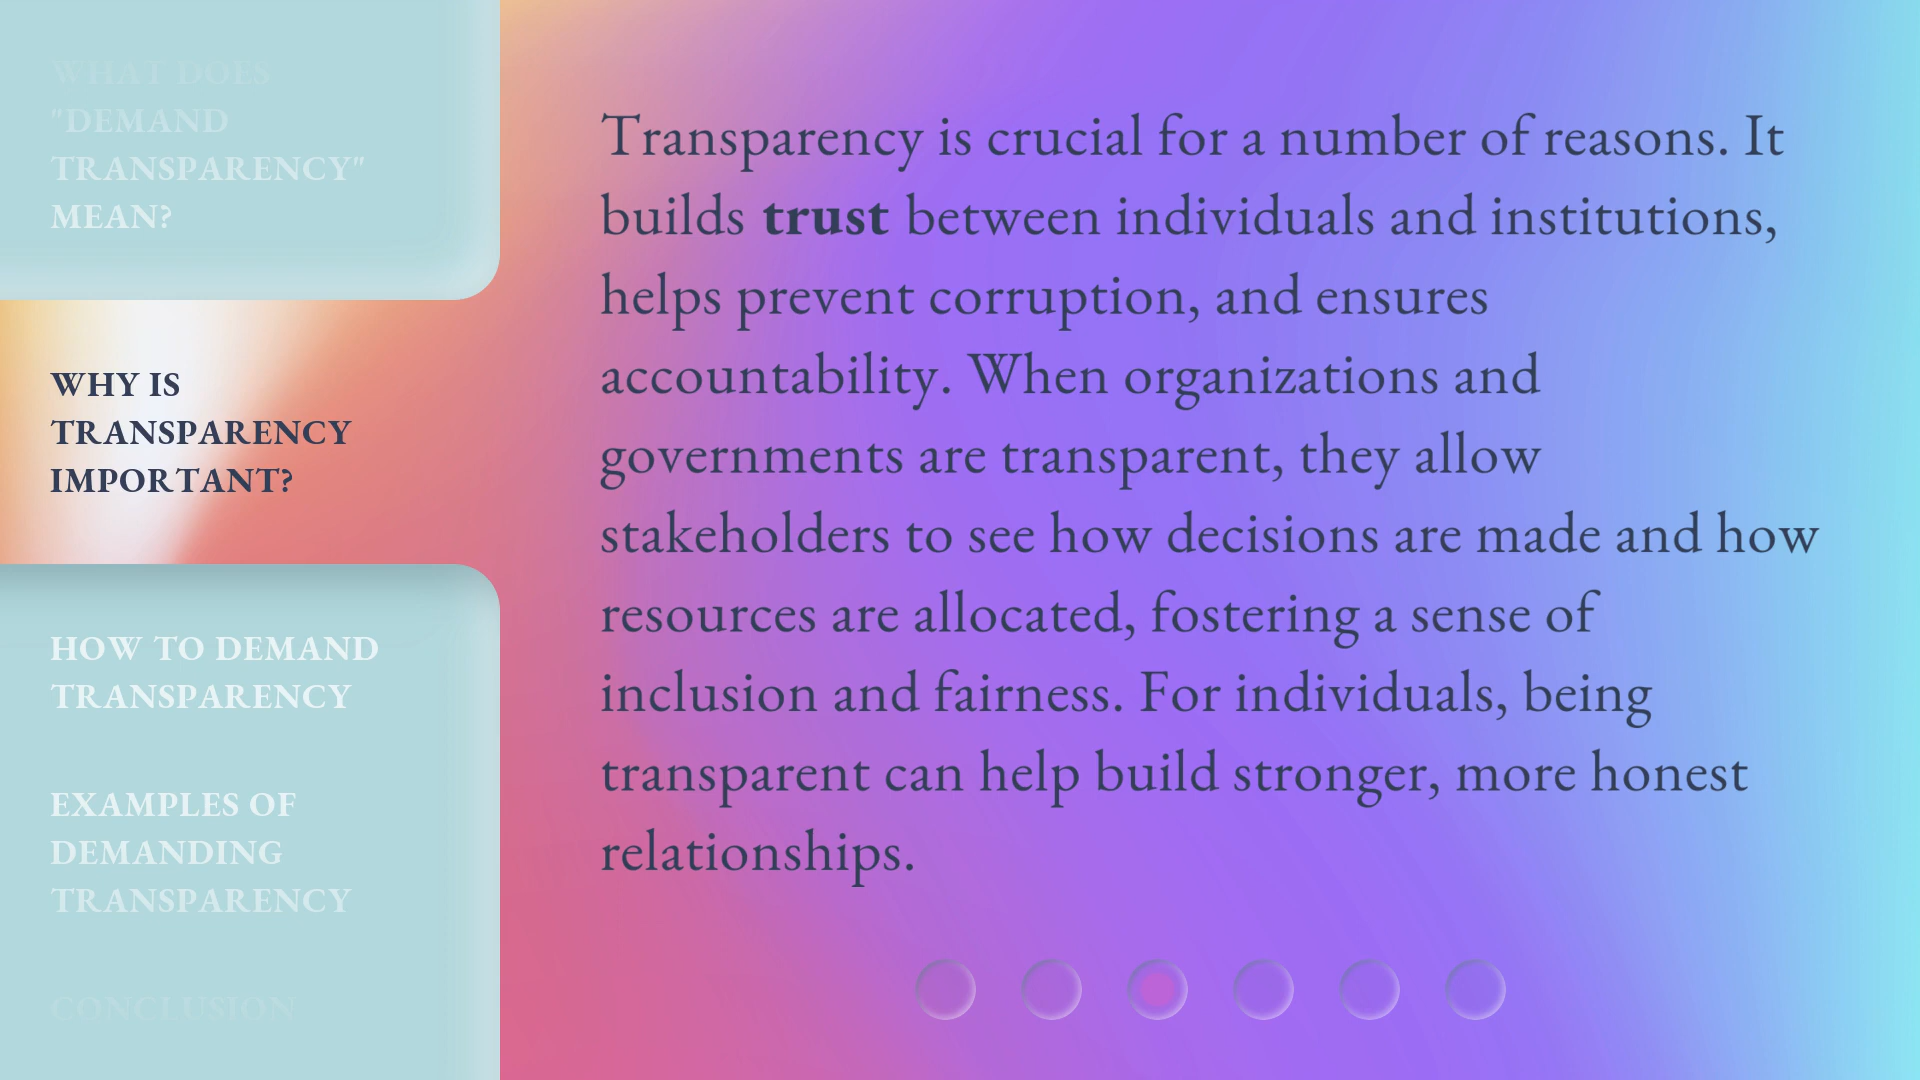 WHAT DOES
"DEMAND
TRANSPARENCY"
MEAN?
WHY IS
TRANSPARENCY
IMPORTANT?
HOW TO DEMAND
TRANSPARENCY
EXAMPLES OF
DEMANDING
TRANSPARENCY
CONCLUSION
Transparency is crucial for a number of reasons. It
builds trust between individuals and institutions,
helps prevent corruption, and ensures
accountability. When organizations and
governments are transparent, they allow
stakeholders to see how decisions are made and how
resources are allocated, fostering a sense of
inclusion and fairness. For individuals, being
transparent can help build stronger, more honest
relationships.